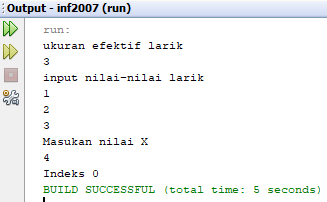 Output - inf2007 (run)
run:
ukuran efektif larik
3
input nilai-nilai larik
1
2
3
Masukan nilai X
4
Indeks 0
BUILD SUCCESSFUL (total time: 5 seconds)